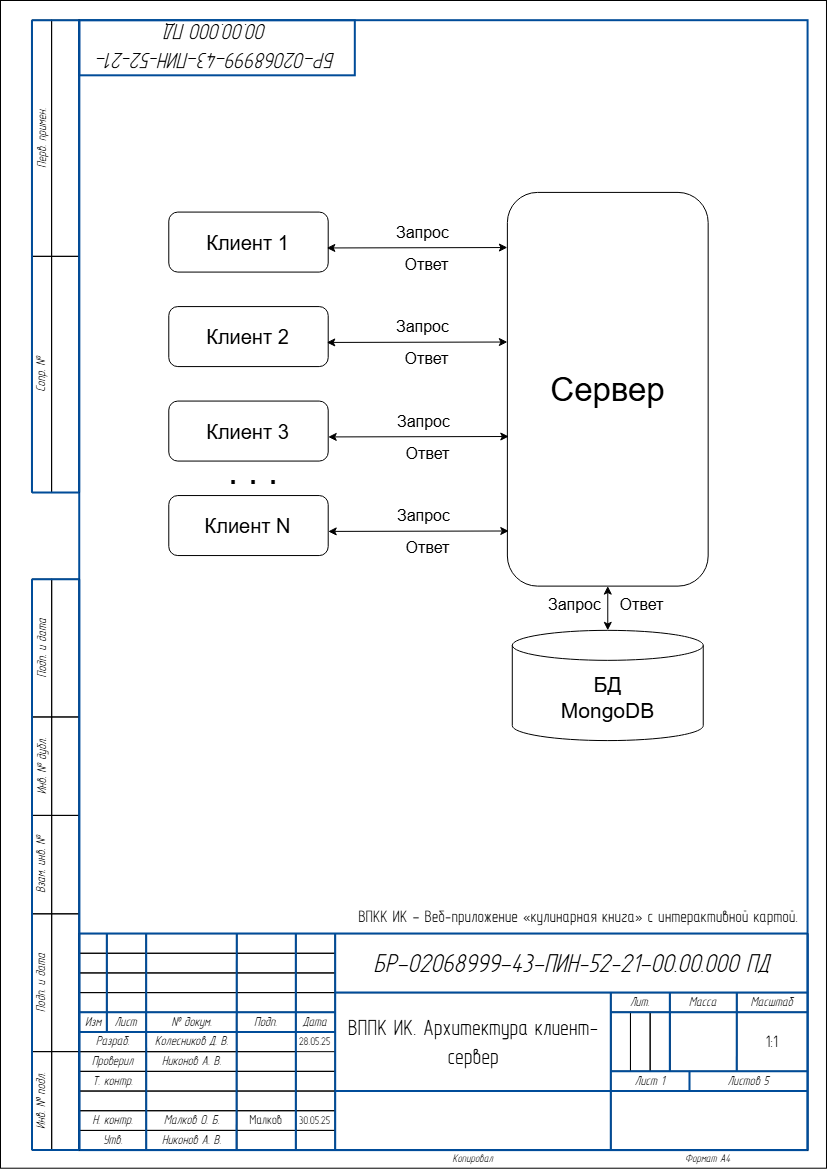 БР-02068999-43-ПИН-52-21-
00.00.000 ПД
Перв. примен.
Справ. №
Подп. и дата
Инв. № дубл.
Взам. инв. №
Подп. и дата
Инв. № подл.
Клиент 1
Запрос
Ответ
Клиент 2
Запрос
Ответ
Клиент 3
Запрос
Ответ
. . .
Клиент N
Запрос
Ответ
Сервер
Запрос Ответ
БД
MongoDB
ВПКК ИК – Веб-приложение «кулинарная книга» с интерактивной картой.
БР-02068999-43-ПИН-52-21-00.00.000 ПД
Изм Лист № докум. Подп. Дата
Разраб. Колесников Д. В. 28.05.25
Проверил Никонов А. В.
Т. контр.
Н. контр. Малков О. Б. Малков 30.05.25
Утв. Никонов А. В.
ВППК ИК. Архитектура клиент-
сервер
Лит. Масса Масштаб
1:1
Лист 1 Листов 5
Копировал Формат А4